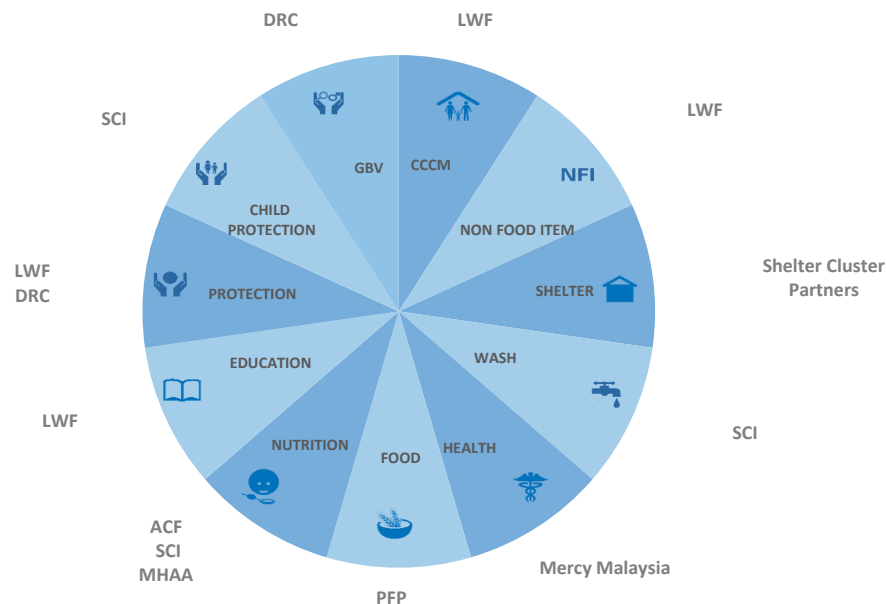 DRC
LWF
SCI
LWF
GBV
CCCM
NFI
CHILD
PROTECTION
NON FOOD ITEM
LWF
DRC
PROTECTION
SHELTER
Shelter Cluster
Partners
EDUCATION
WASH
LWF
SCI
NUTRITION
FOOD
HEALTH
ACF
SCI
MHAA
Mercy Malaysia
PFP